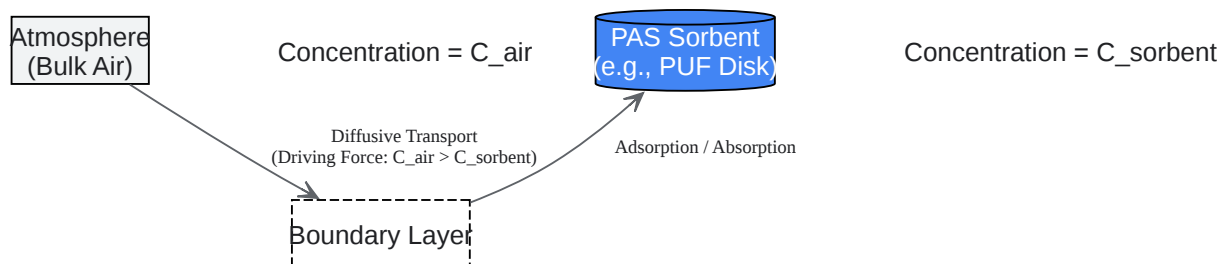 Atmosphere
(Bulk Air)
Concentration = C_air
PAS Sorbent
(e.g., PUF Disk)
Concentration = C_sorbent
Diffusive Transport
(Driving Force: C_air > C_sorbent)
Adsorption / Absorption
Boundary Layer